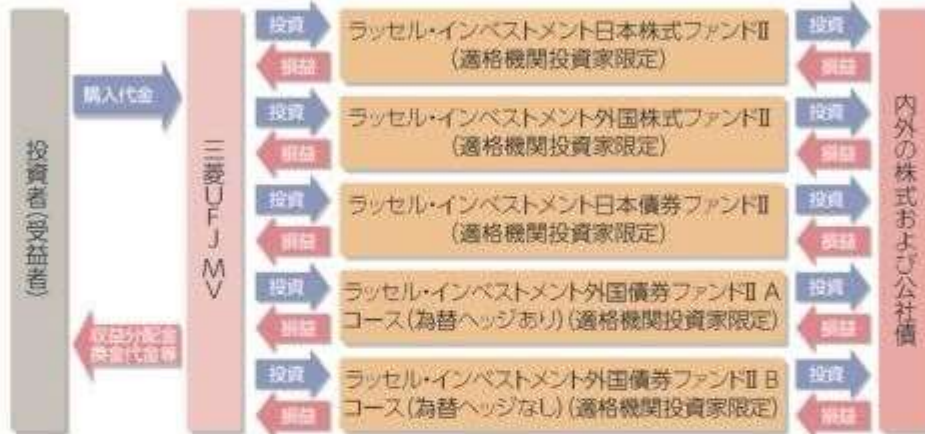 投資者(受益者)
購入代金
収益分配金
換金代金等
三菱UFJ MV
投資
損益
ラッセル・インベストメント日本株式ファンドⅡ
(適格機関投資家限定)
投資
損益
投資
損益
ラッセル・インベストメント外国株式ファンドⅡ
(適格機関投資家限定)
投資
損益
投資
損益
ラッセル・インベストメント日本債券ファンドⅡ
(適格機関投資家限定)
投資
損益
投資
損益
ラッセル・インベストメント外国債券ファンドⅡ A
コース(為替ヘッジあり)(適格機関投資家限定)
投資
損益
投資
損益
ラッセル・インベストメント外国債券ファンドⅡ B
コース(為替ヘッジなし)(適格機関投資家限定)
投資
損益
内外の株式および公社債